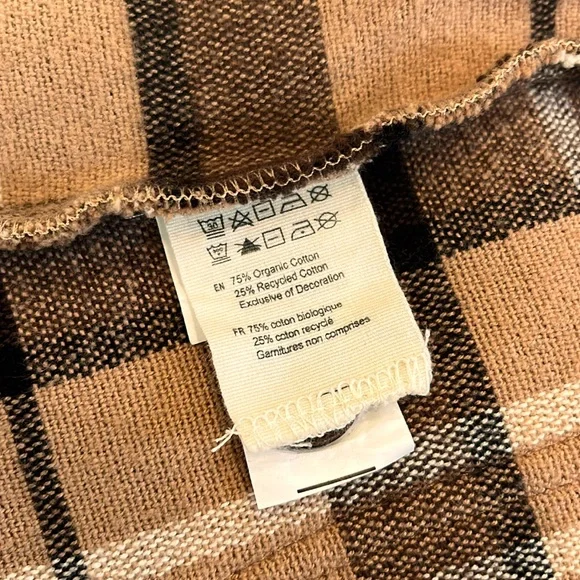 30
EN 75% Organic Cotton
25% Recycled Cotton
Exclusive of Decoration
FR 75% coton biologique
25% coton recyclé
Garnitures non comprises